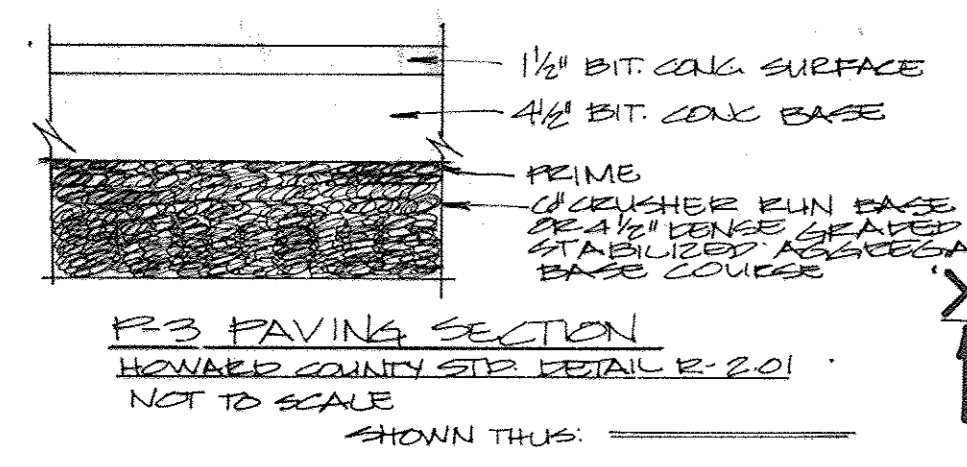 1½" BIT. CONC. SURFACE
4½" BIT. CONC BASE
PRIME
6" CRUSHER RUN BASE
OR 4½" DENSE GRADED
STABILIZED AGGREGA
BASE COURSE
P-3 PAVING SECTION
HOWARD COUNTY STD. DETAIL R-2.01
NOT TO SCALE
SHOWN THUS: